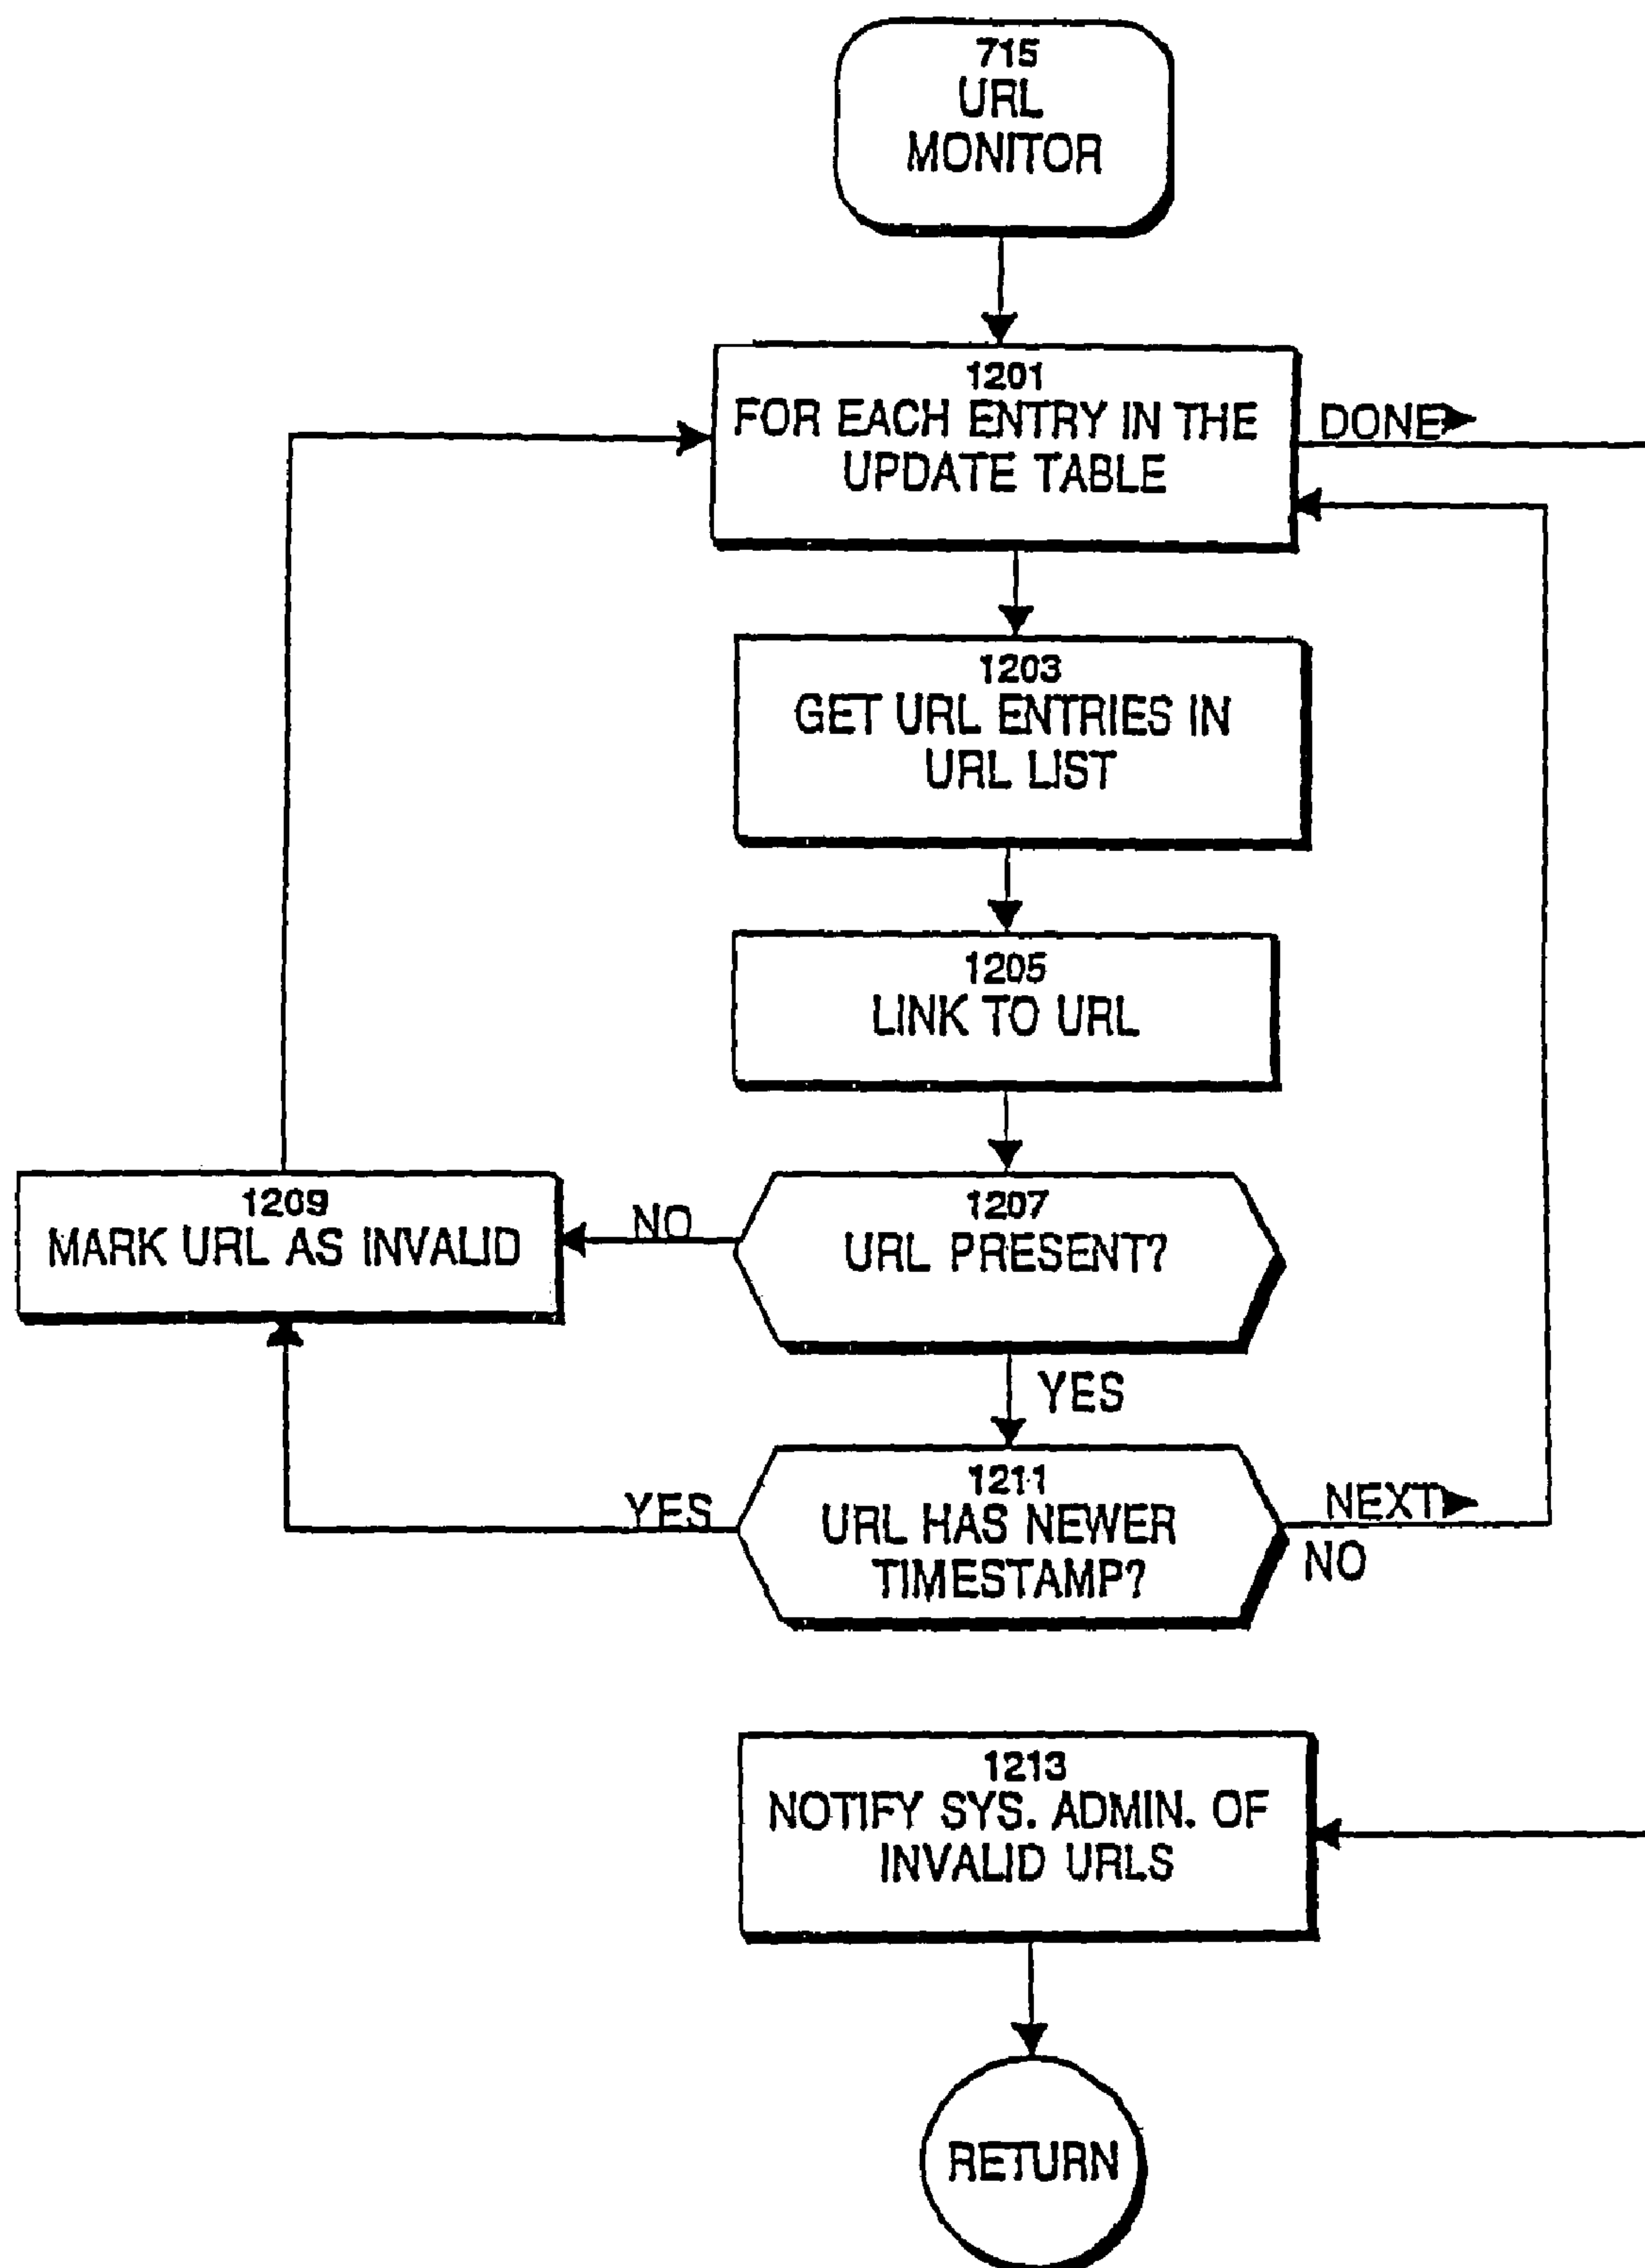 715
URL
MONITOR
1201
FOR EACH ENTRY IN THE
UPDATE TABLE
DONE
1203
GET URL ENTRIES IN
URL LIST
1205
LINK TO URL
1209
MARK URL AS INVALID
NO
1207
URL PRESENT?
YES
YES
1211
URL HAS NEWER
TIMESTAMP?
NEXT
NO
1213
NOTIFY SYS. ADMIN. OF
INVALID URLS
RETURN